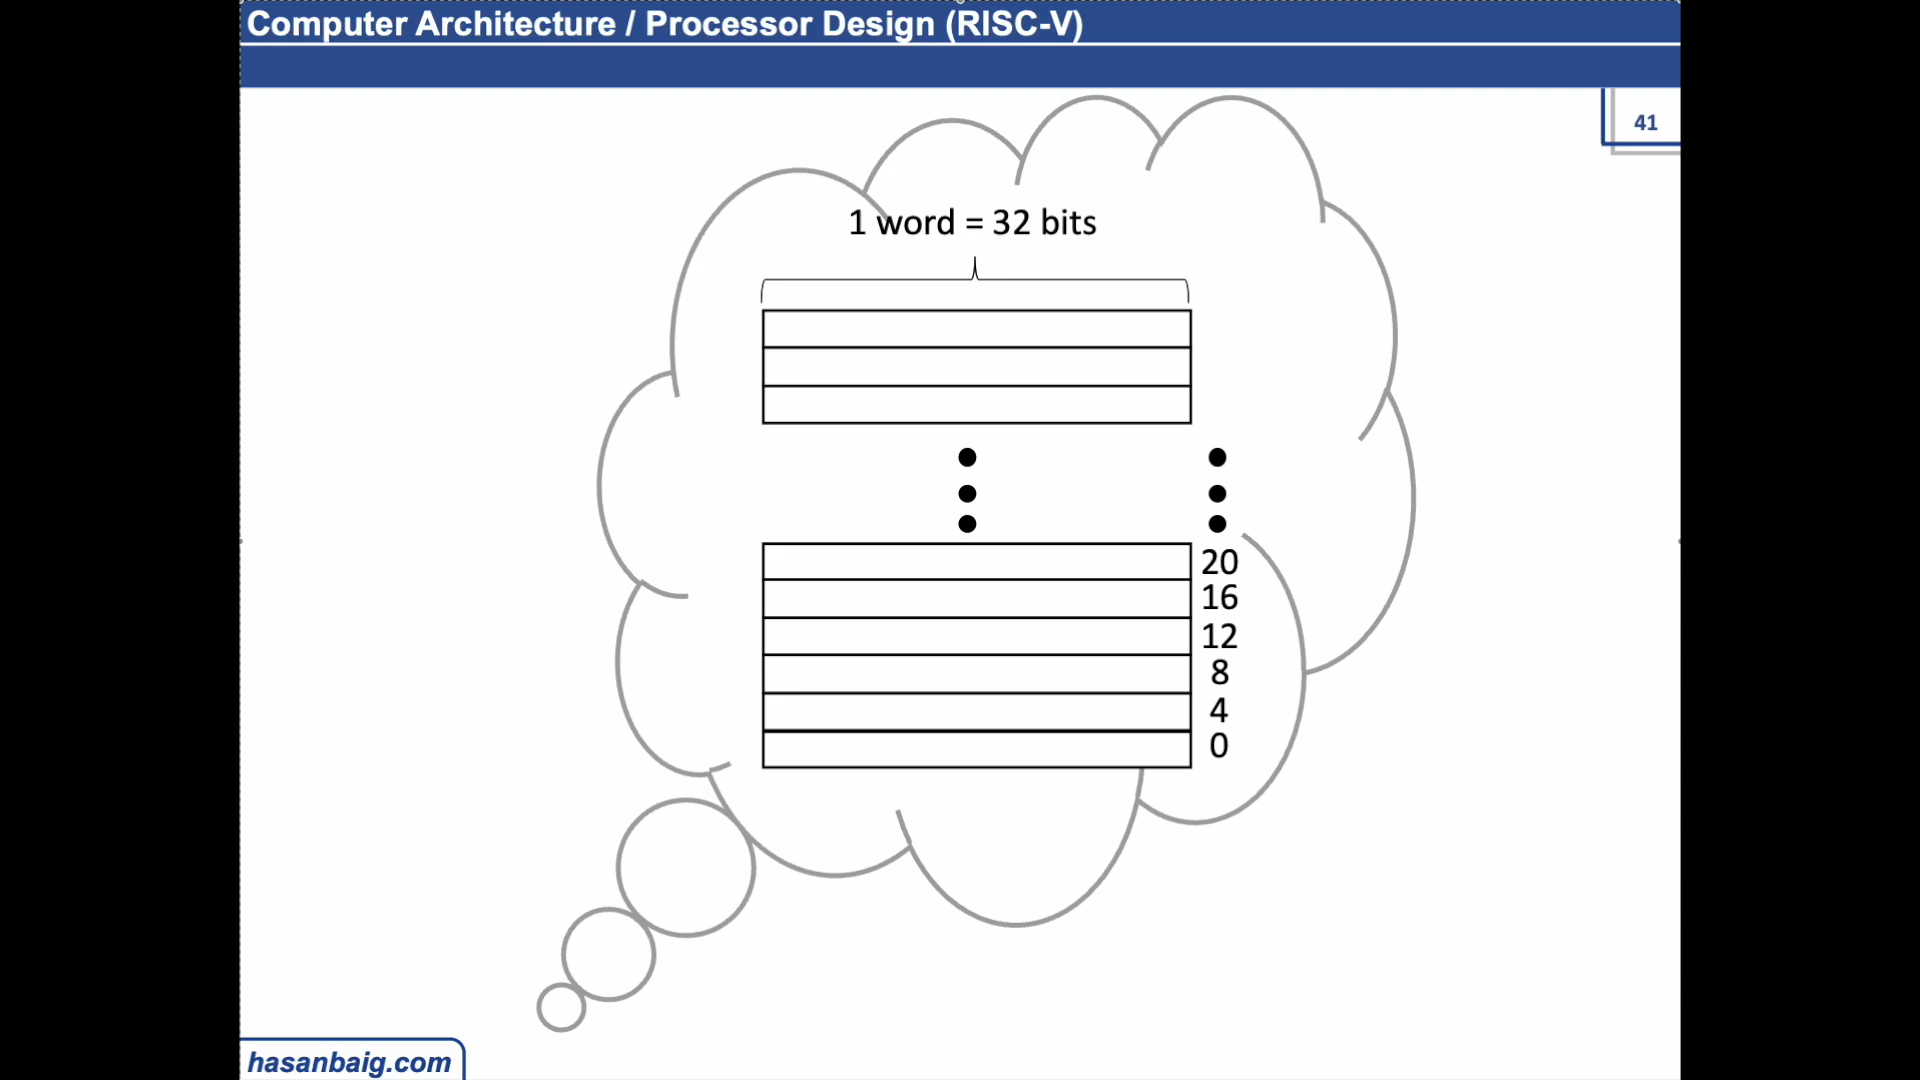 Computer Architecture / Processor Design (RISC-V)
41
1 word = 32 bits
20
16
12
8
4
0
hasanbaig.com